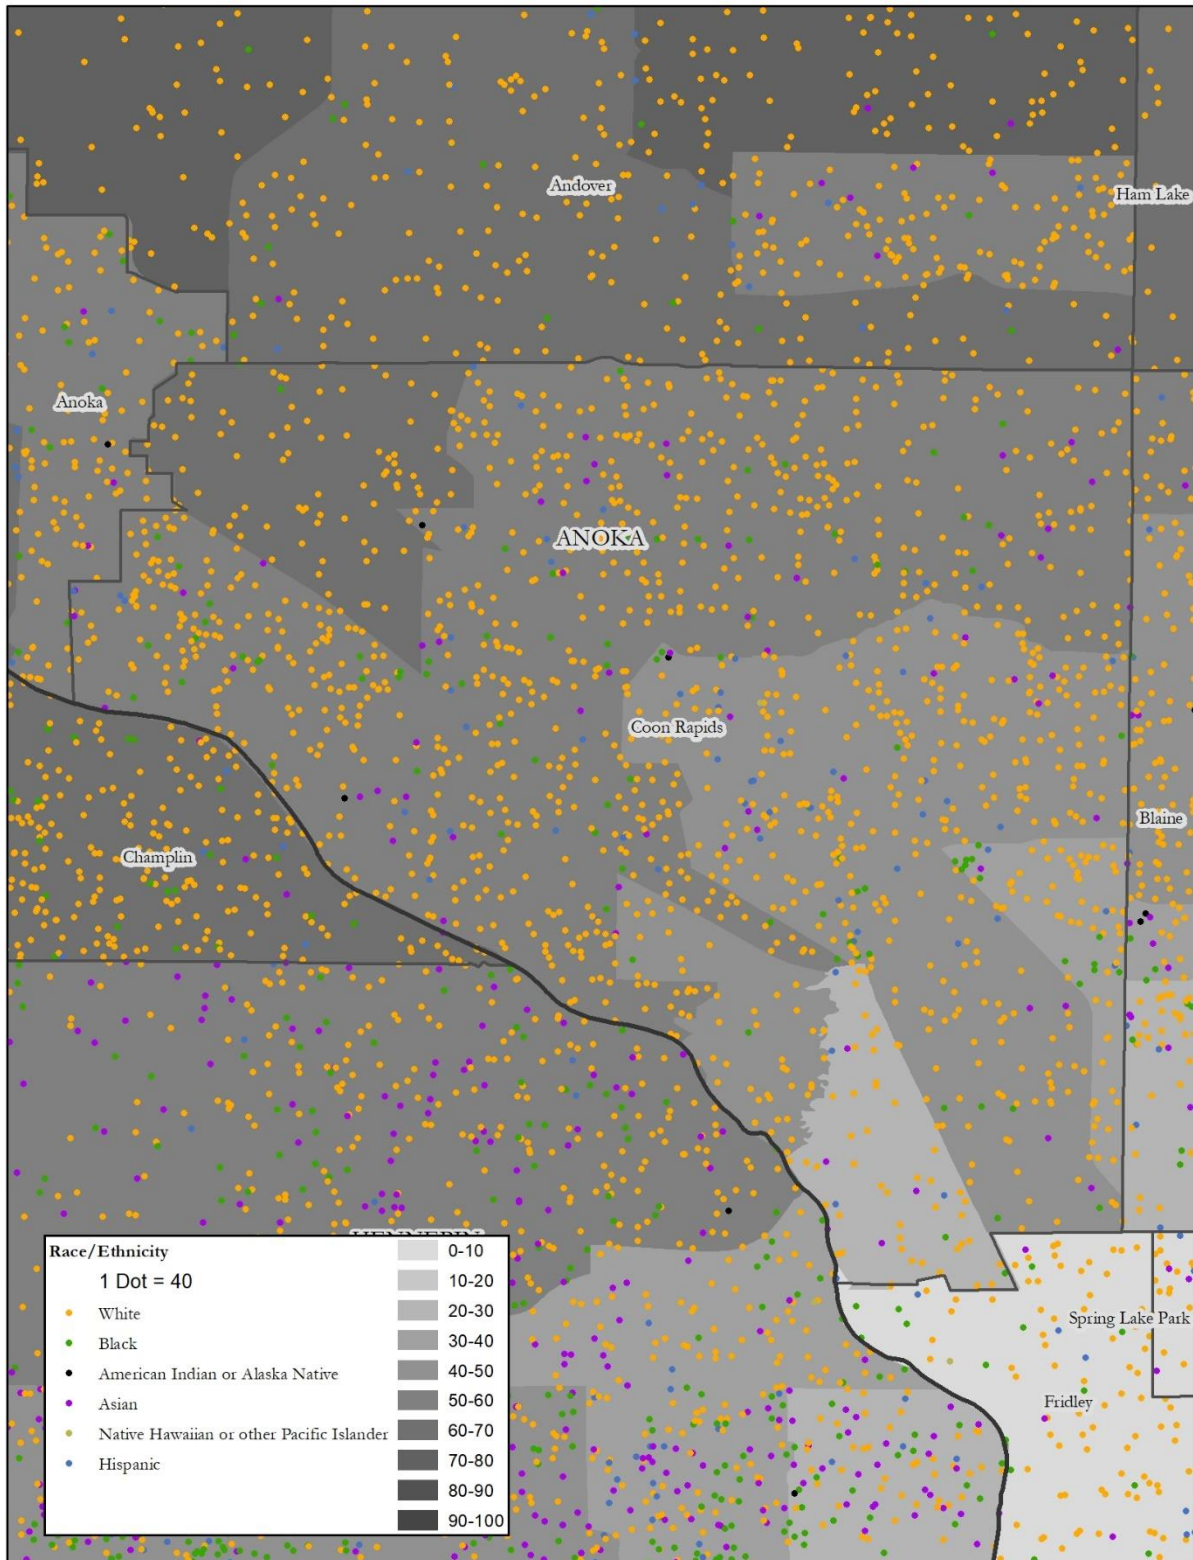 Andover
Ham Lake
Anoka
ANOKA
Coon Rapids
Blaine
Champlin
HENNEPIN
Spring Lake Park
Fridley
Race/Ethnicity
1 Dot = 40
White
Black
American Indian or Alaska Native
Asian
Native Hawaiian or other Pacific Islander
Hispanic
0-10
10-20
20-30
30-40
40-50
50-60
60-70
70-80
80-90
90-100